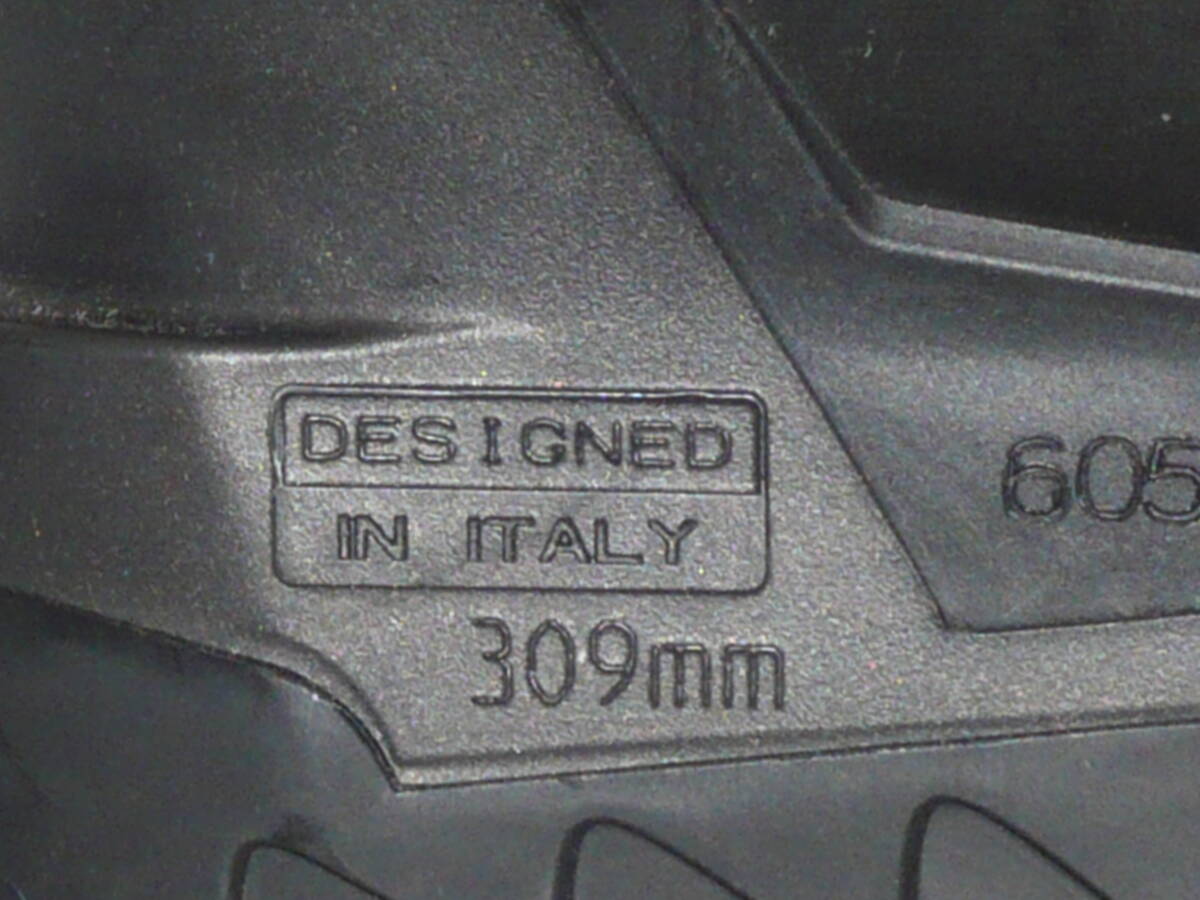 DESIGNED
IN ITALY
309mm
605